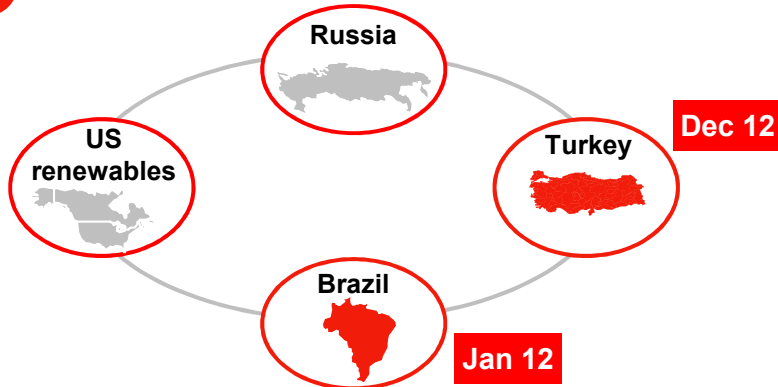 Russia
US
renewables
Turkey
Dec 12
Brazil
Jan 12